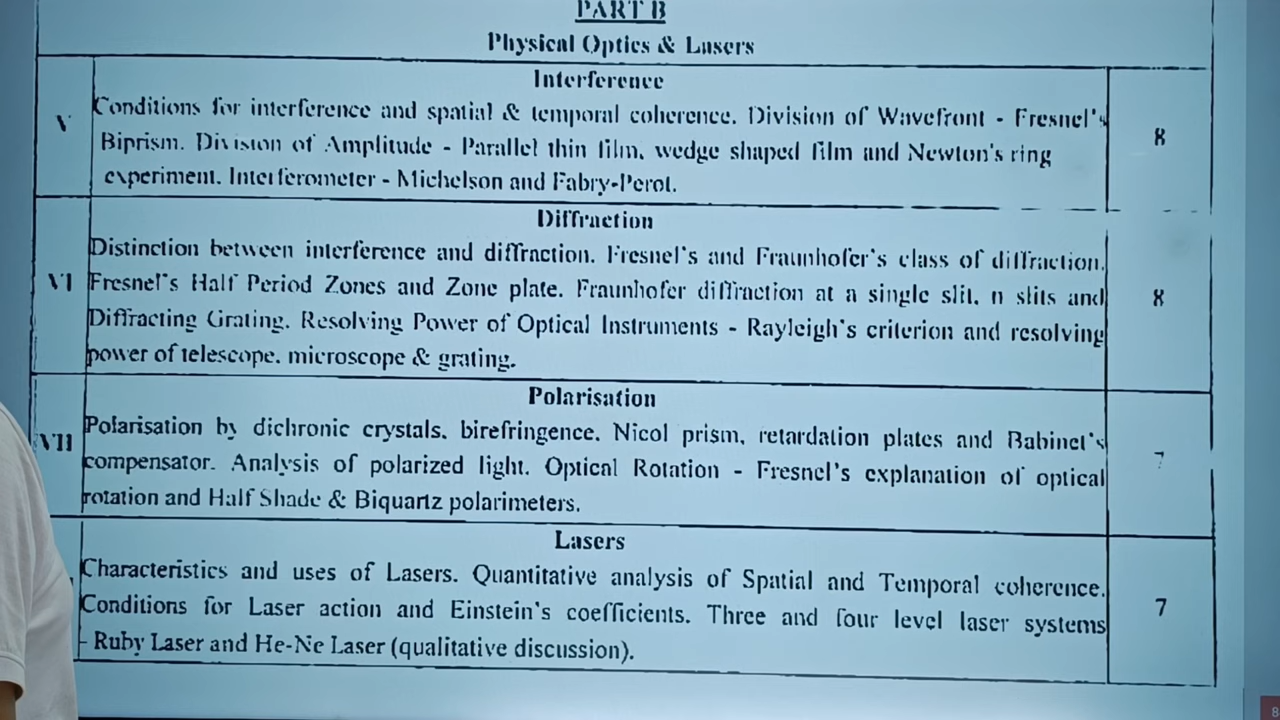 PART B
Physical Optics & Lasers
Interference
V
Conditions for interference and spatial & temporal coherence. Division of Wavefront - Fresnel's
Biprism. Division of Amplitude - Parallel thin film, wedge shaped film and Newton's ring
experiment. Interferometer - Michelson and Fabry-Perot.
8
Diffraction
VI
Distinction between interference and diffraction. Fresnel's and Fraunhofer's class of diffraction.
Fresnel's Half Period Zones and Zone plate. Fraunhofer diffraction at a single slit, n slits and
Diffracting Grating. Resolving Power of Optical Instruments - Rayleigh's criterion and resolving
power of telescope, microscope & grating.
8
Polarisation
VII
Polarisation by dichronic crystals, birefringence, Nicol prism, retardation plates and Babinet's
compensator. Analysis of polarized light. Optical Rotation - Fresnel's explanation of optical
rotation and Half Shade & Biquartz polarimeters.
7
Lasers
Characteristics and uses of Lasers. Quantitative analysis of Spatial and Temporal coherence.
Conditions for Laser action and Einstein's coefficients. Three and four level laser systems
- Ruby Laser and He-Ne Laser (qualitative discussion).
7
8